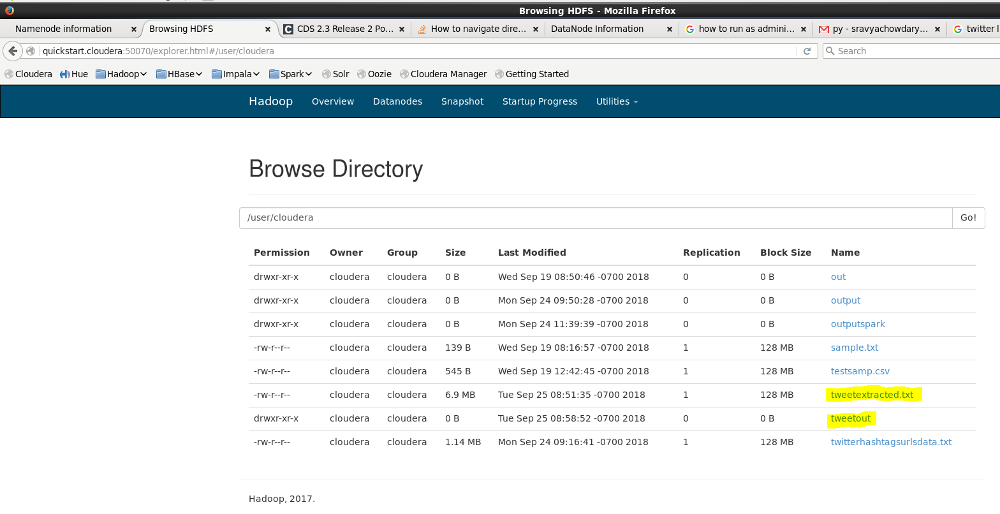 Browsing HDFS - Mozilla Firefox
Namenode information Browsing HDFS CDS 2.3 Release 2 Po... How to navigate dire... DataNode Information how to run as admini... py - sravyachowdary... twitter l
quickstart.cloudera:50070/explorer.html#/user/cloudera Search
Cloudera Hue Hadoop HBase Impala Spark Solr Oozie Cloudera Manager Getting Started
Hadoop Overview Datanodes Snapshot Startup Progress Utilities
Browse Directory
/user/cloudera Go!
Permission Owner Group Size Last Modified Replication Block Size Name
drwxr-xr-x cloudera cloudera 0 B Wed Sep 19 08:50:46 -0700 2018 0 0 B out
drwxr-xr-x cloudera cloudera 0 B Mon Sep 24 09:50:28 -0700 2018 0 0 B output
drwxr-xr-x cloudera cloudera 0 B Mon Sep 24 11:39:39 -0700 2018 0 0 B outputspark
-rw-r--r-- cloudera cloudera 139 B Wed Sep 19 08:16:57 -0700 2018 1 128 MB sample.txt
-rw-r--r-- cloudera cloudera 545 B Wed Sep 19 12:42:45 -0700 2018 1 128 MB testsamp.csv
-rw-r--r-- cloudera cloudera 6.9 MB Tue Sep 25 08:51:35 -0700 2018 1 128 MB tweetextracted.txt
drwxr-xr-x cloudera cloudera 0 B Tue Sep 25 08:58:52 -0700 2018 0 0 B tweetout
-rw-r--r-- cloudera cloudera 1.14 MB Mon Sep 24 09:16:41 -0700 2018 1 128 MB twitterhashtagsurlsdata.txt
Hadoop, 2017.